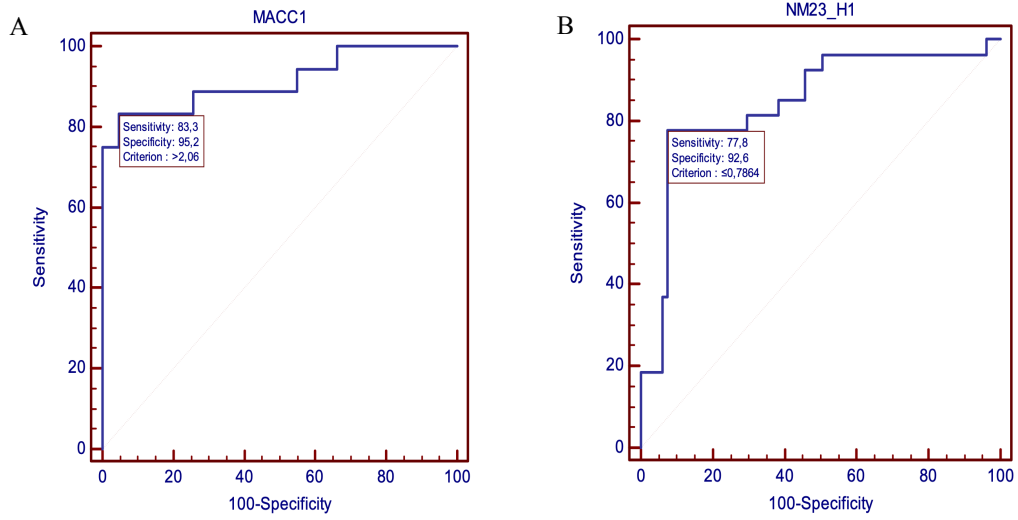 A
MACC1
100
80
60
40
20
0
Sensitivity
Sensitivity: 83,3
Specificity: 95,2
Criterion : >2,06
0 20 40 60 80 100
100-Specificity
B
NM23_H1
100
80
60
40
20
0
Sensitivity
Sensitivity: 77,8
Specificity: 92,6
Criterion : ≤0,7864
0 20 40 60 80 100
100-Specificity